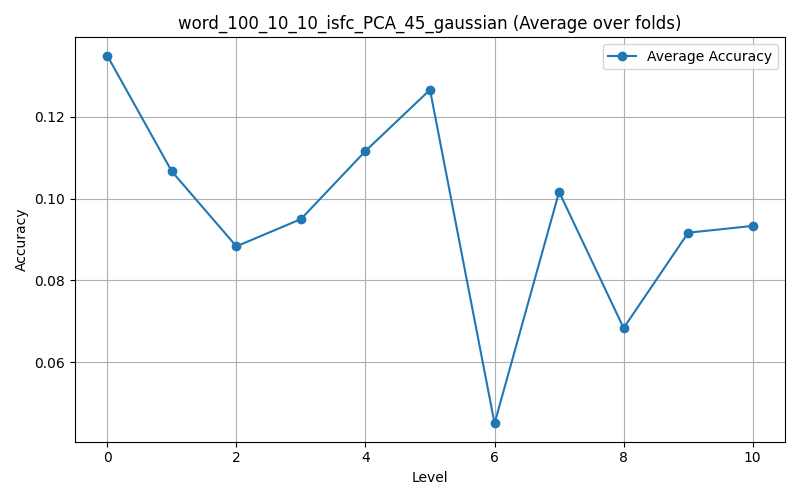 word_100_10_10_isfc_PCA_45_gaussian (Average over folds)
Average Accuracy
0.12
0.10
0.08
0.06
Accuracy
0 2 4 6 8 10
Level